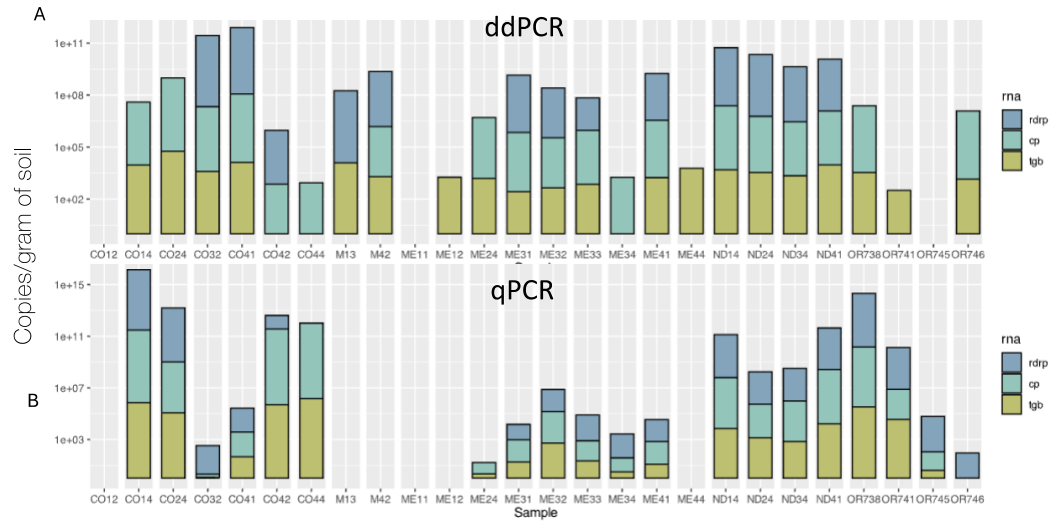 A
ddPCR
1e+11
1e+08
1e+05
1e+02
rna
rdrp
cp
tgb
CO12 CO14 CO24 CO32 CO41 CO42 CO44 M13 M42 ME11 ME12 ME24 ME31 ME32 ME33 ME34 ME41 ME44 ND14 ND24 ND34 ND41 OR738 OR741 OR745 OR746
Copies/gram of soil
qPCR
B
1e+15
1e+11
1e+07
1e+03
rna
rdrp
cp
tgb
CO12 CO14 CO24 CO32 CO41 CO42 CO44 M13 M42 ME11 ME12 ME24 ME31 ME32 ME33 ME34 ME41 ME44 ND14 ND24 ND34 ND41 OR738 OR741 OR745 OR746
Sample